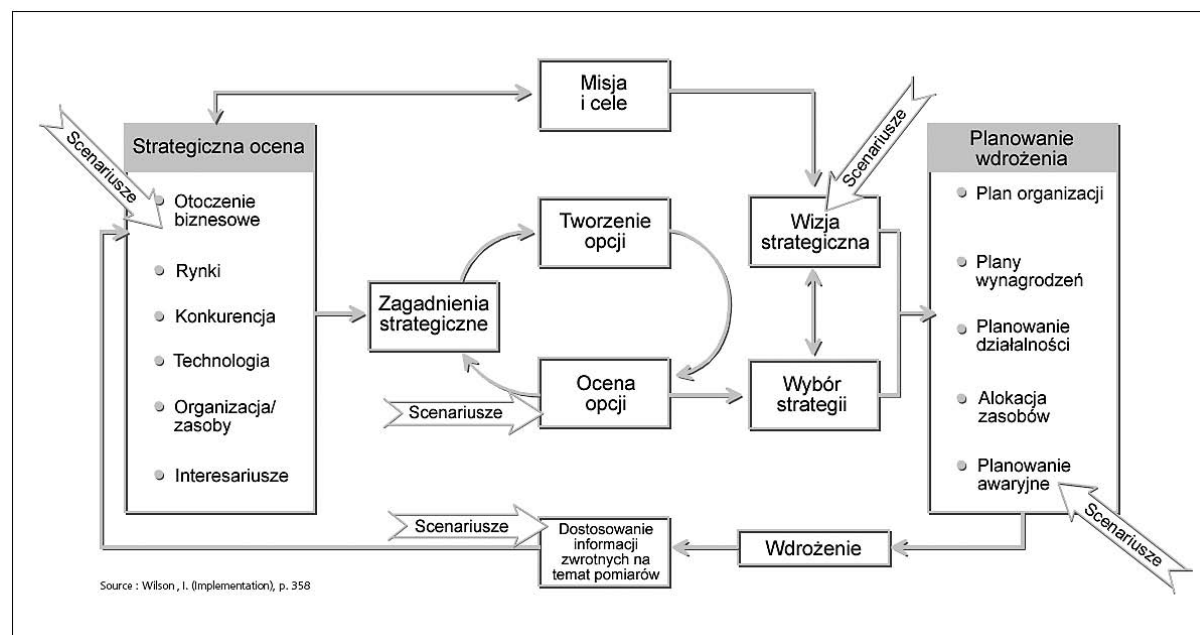 Misja
i cele
Scenariusze
Strategiczna ocena
Otoczenie
biznesowe
Rynki
Konkurencja
Technologia
Organizacja/
zasoby
Interesariusze
Zagadnienia
strategiczne
Tworzenie
opcji
Ocena
opcji
Scenariusze
Scenariusze
Wizja
strategiczna
Wybór
strategii
Planowanie
wdrożenia
Plan organizacji
Plany
wynagrodzeń
Planowanie
działalności
Alokacja
zasobów
Planowanie
awaryjne
Scenariusze
Scenariusze
Dostosowanie
informacji
zwrotnych na
temat pomiarów
Wdrożenie
Source : Wilson , I. (Implementation), p. 358